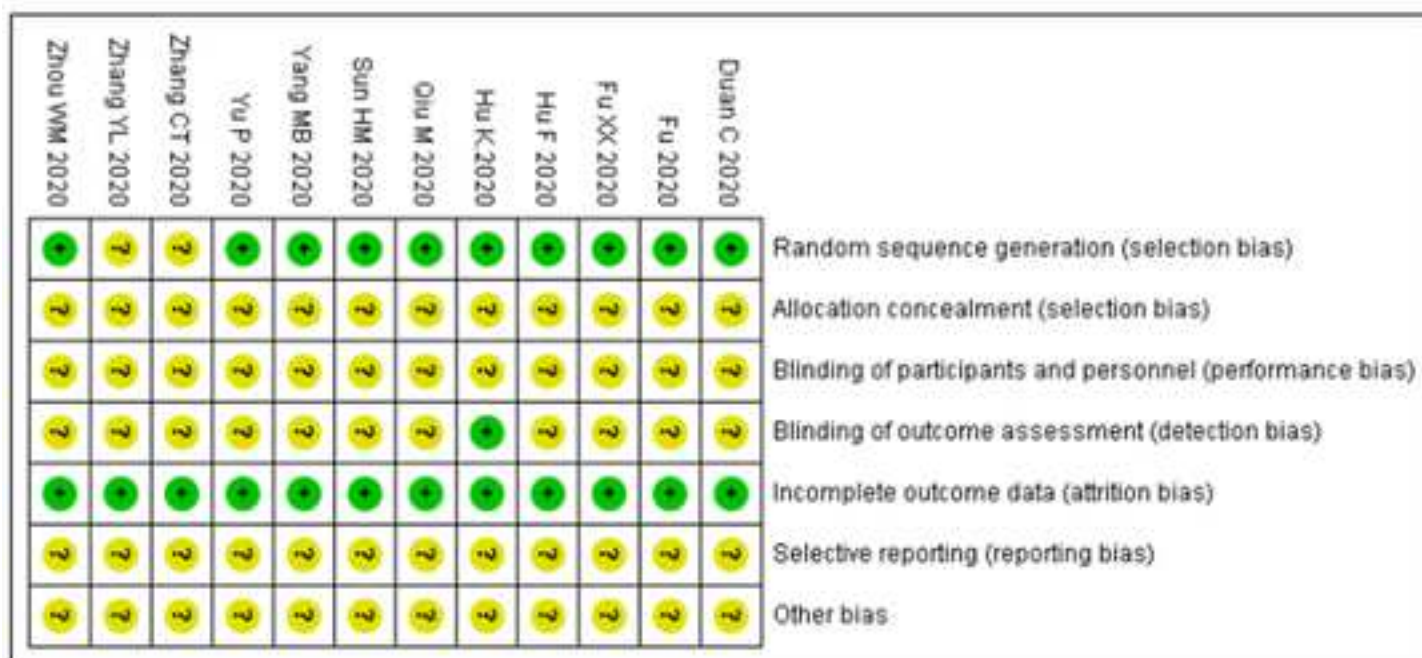 Zhou WM 2020
Zhang YL 2020
Zhang CT 2020
Yu P 2020
Yang MB 2020
Sun HM 2020
Qiu M 2020
Hu K.2020
Hu F 2020
Fu XX 2020
Fu 2020
Duan C 2020
+ ? ? + + + + + + + + + Random sequence generation (selection bias)
? ? ? ? ? ? ? ? ? ? ? ? Allocation concealment (selection bias)
? ? ? ? ? ? ? ? ? ? ? ? Blinding of participants and personnel (performance bias)
? ? ? ? ? ? ? + ? ? ? ? Blinding of outcome assessment (detection bias)
+ + + + + + + + + + + + Incomplete outcome data (attrition bias)
? ? ? ? ? ? ? ? ? ? ? ? Selective reporting (reporting bias)
? ? ? ? ? ? ? ? ? ? ? ? Other bias